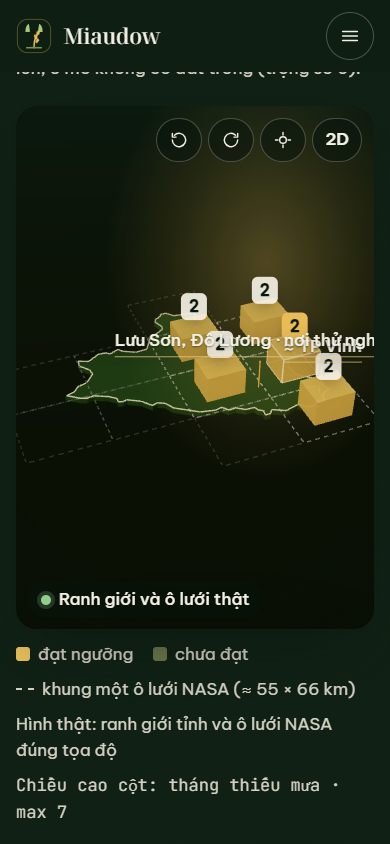 Miaudow
2D
2
2
2
Lưu Sơn, Đô Lương · nơi thử ngh
2
≈ TP Vinh
2
Ranh giới và ô lưới thật
đạt ngưỡng chưa đạt
khung một ô lưới NASA (≈ 55 × 66 km)
Hình thật: ranh giới tỉnh và ô lưới NASA
đúng tọa độ
Chiều cao cột: tháng thiếu mưa ·
max 7